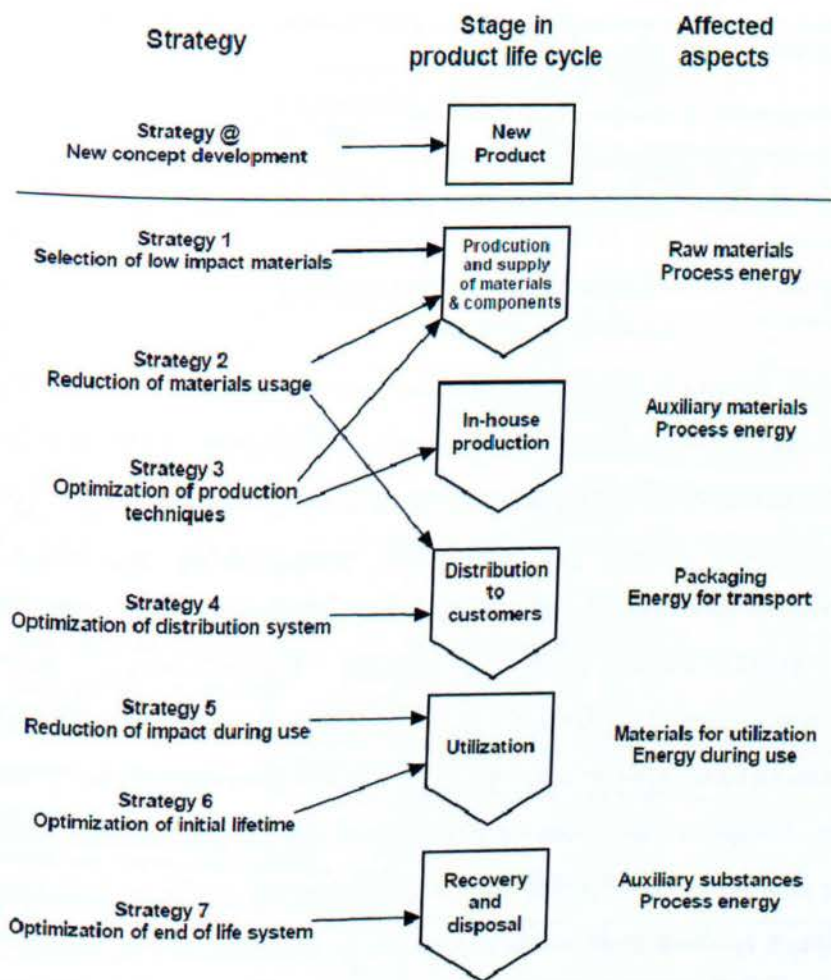 Strategy
Stage in
product life cycle
Affected
aspects
Strategy @
New concept development
New
Product
Strategy 1
Selection of low impact materials
Prodcution
and supply
of materials
& components
Raw materials
Process energy
Strategy 2
Reduction of materials usage
In-house
production
Auxiliary materials
Process energy
Strategy 3
Optimization of production
techniques
Distribution
to
customers
Packaging
Energy for transport
Strategy 4
Optimization of distribution system
Strategy 5
Reduction of impact during use
Utilization
Materials for utilization
Energy during use
Strategy 6
Optimization of initial lifetime
Recovery
and
disposal
Auxiliary substances
Process energy
Strategy 7
Optimization of end of life system